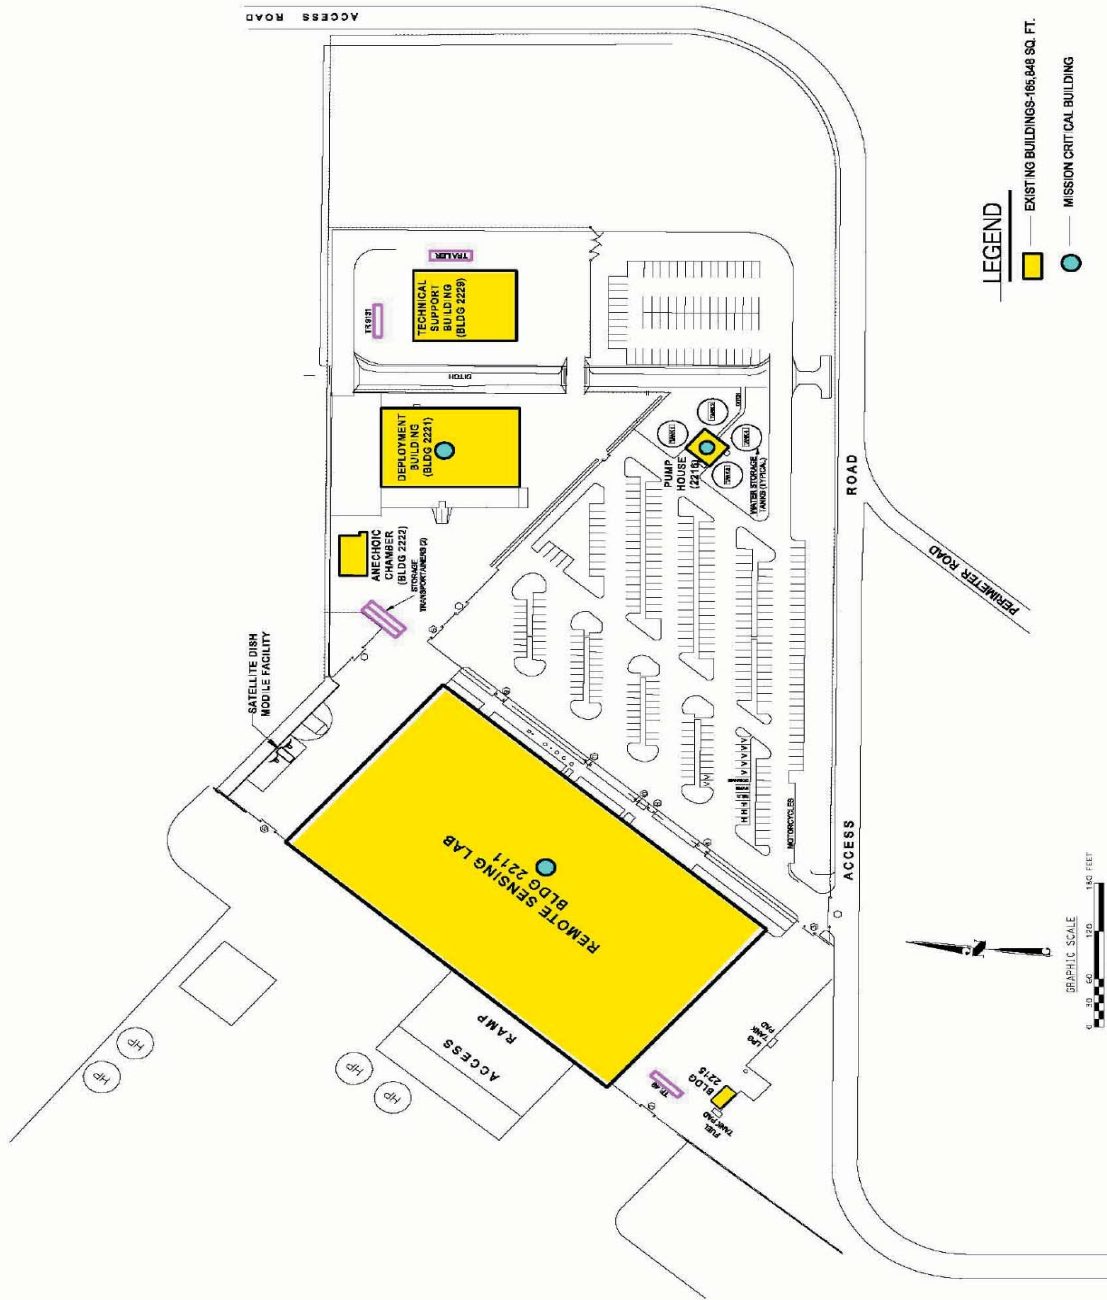 ACCESS ROAD
LEGEND
EXISTING BUILDINGS-165,848 SQ. FT.
MISSION CRITICAL BUILDING
TRAILER
TECHNICAL
SUPPORT
BUILDING
(BLDG 2229)
DITCH
DEPLOYMENT
BUILDING
(BLDG 2221)
ANECHOIC
CHAMBER
(BLDG 2222)
STORAGE
TRANSPORTAINERS(2)
SATELLITE DISH
MODILE FACILITY
PUMP
HOUSE
(2216)
WATER STORAGE
TANKS (TYPICAL)
PERIMETER ROAD
ACCESS ROAD
MOTORCYCLES
REMOTE SENSING LAB
BLDG 2211
ACCESS
RAMP
HP
HP
HP
HP
LPG
TANK
PAD
BLDG
2215
FUEL
TANK PAD
GRAPHIC SCALE
0 30 60 120 180 FEET